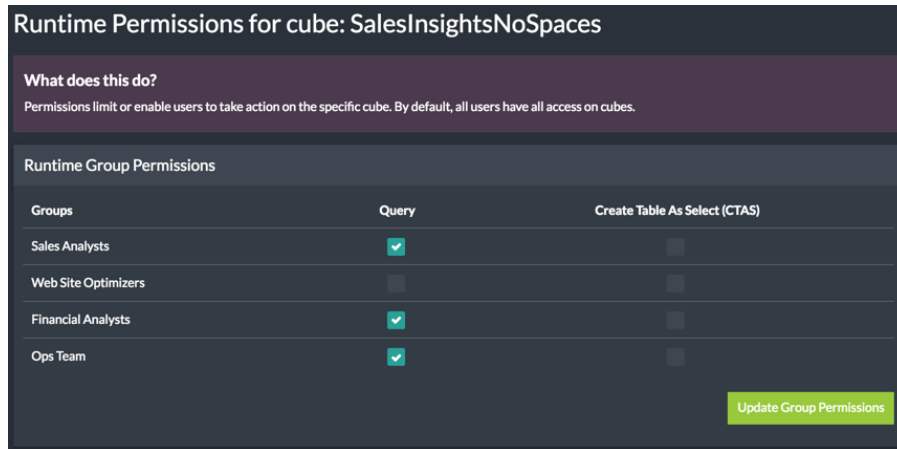 Runtime Permissions for cube: SalesInsightsNoSpaces
What does this do?
Permissions limit or enable users to take action on the specific cube. By default, all users have all access on cubes.
Runtime Group Permissions
Groups Query Create Table As Select (CTAS)
Sales Analysts
Web Site Optimizers
Financial Analysts
Ops Team
Update Group Permissions